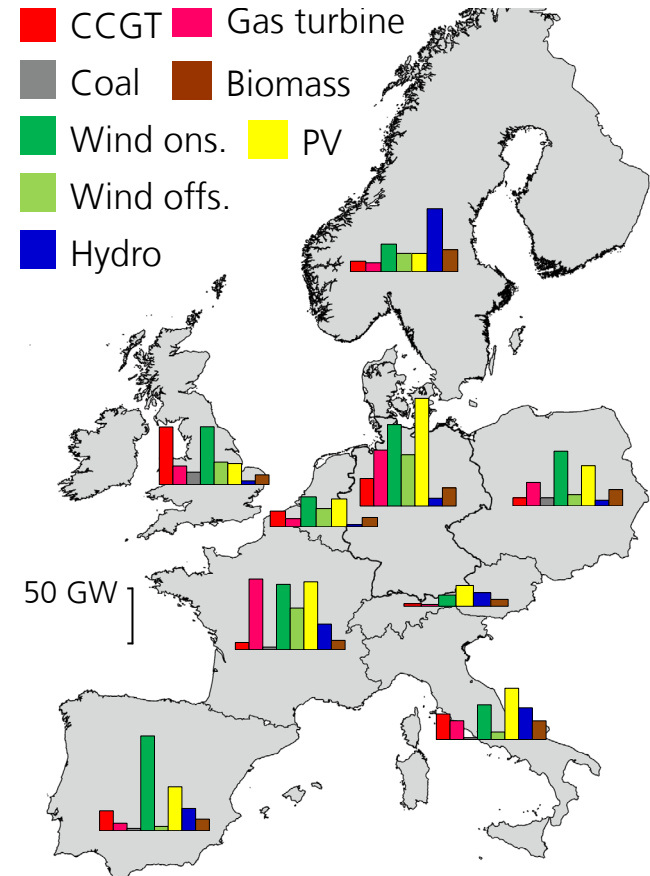 CCGT Gas turbine
Coal Biomass
Wind ons. PV
Wind offs.
Hydro
50 GW